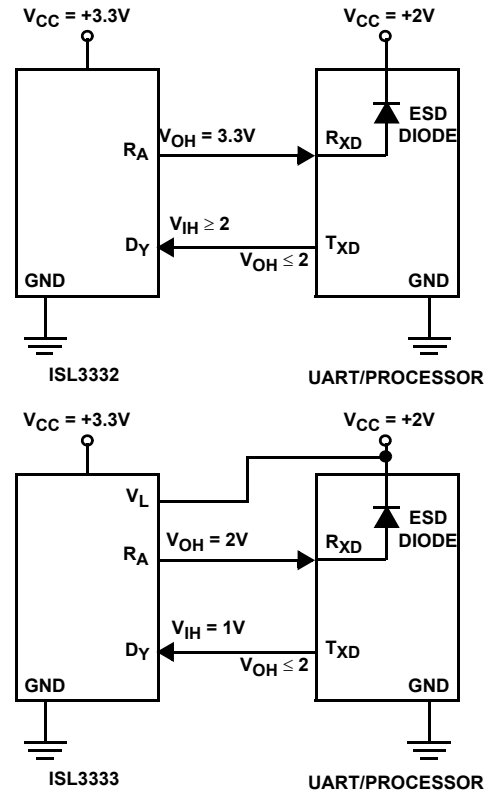 VCC = +3.3V
VCC = +2V
ESD
DIODE
RA
VOH = 3.3V
RXD
VIH ≥ 2
DY
TXD
VOH ≤ 2
GND
GND
ISL3332
UART/PROCESSOR
VCC = +3.3V
VCC = +2V
VL
ESD
DIODE
RA
VOH = 2V
RXD
VIH = 1V
DY
TXD
VOH ≤ 2
GND
GND
ISL3333
UART/PROCESSOR